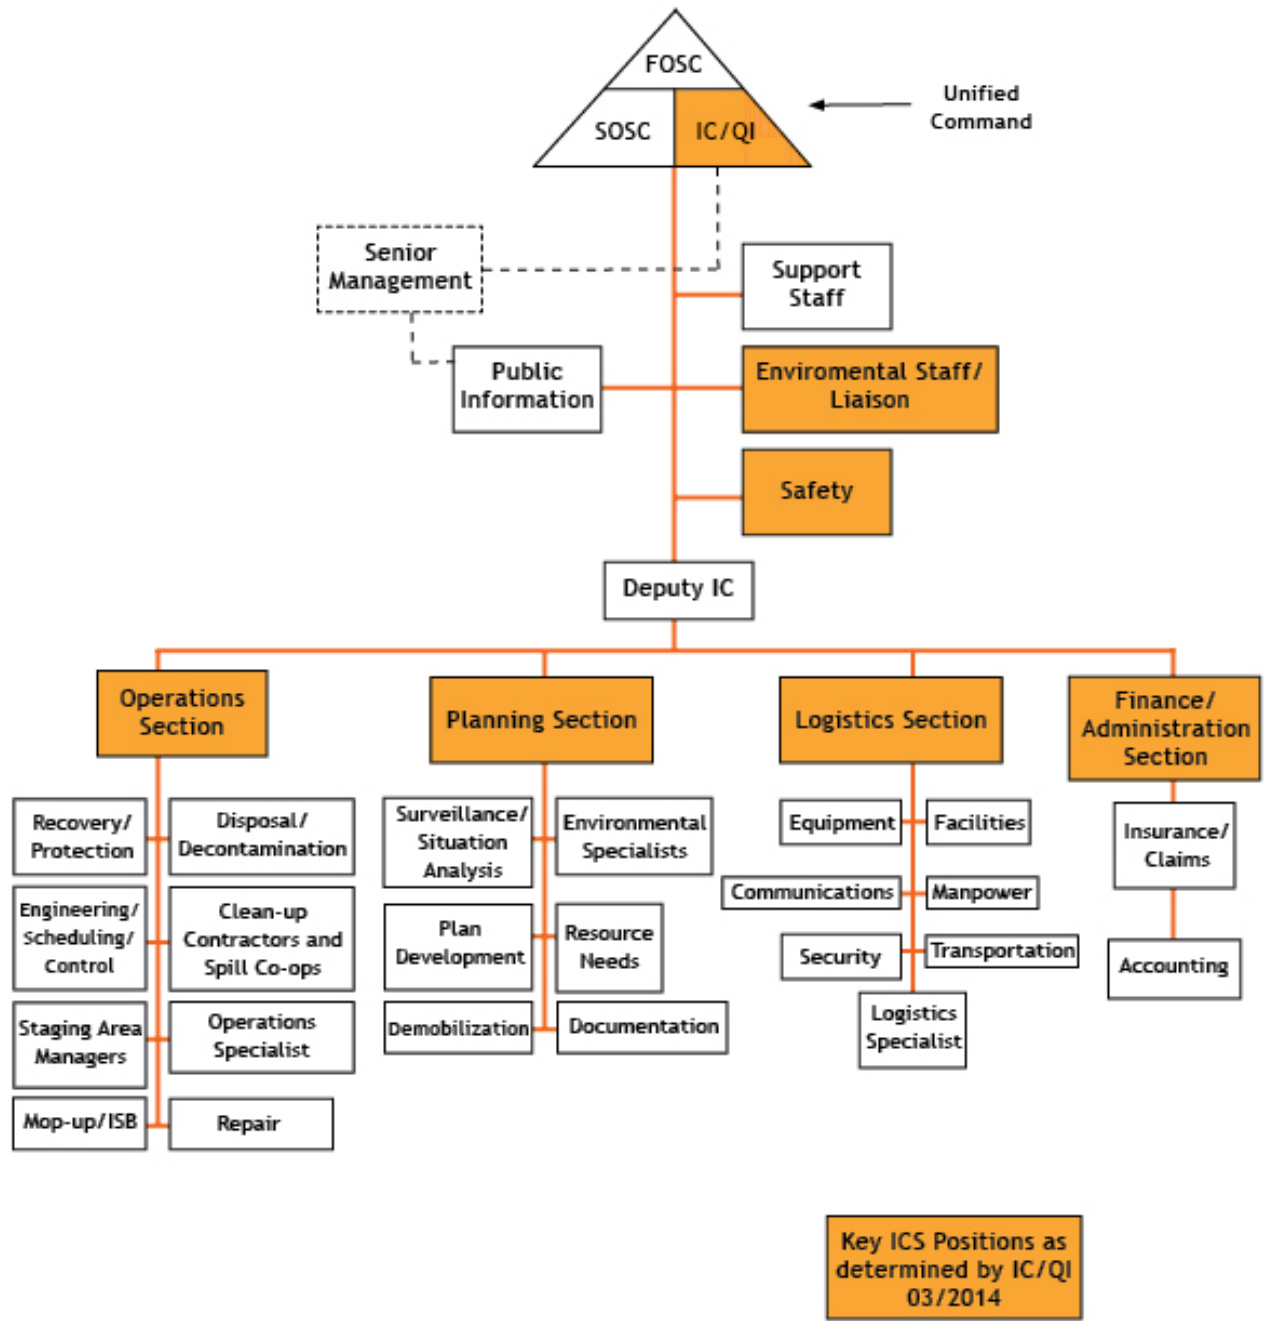 FOSC
SOSC
IC/QI
Unified
Command
Senior
Management
Support
Staff
Public
Information
Enviromental Staff/
Liaison
Safety
Deputy IC
Operations
Section
Planning Section
Logistics Section
Finance/
Administration
Section
Recovery/
Protection
Disposal/
Decontamination
Engineering/
Scheduling/
Control
Clean-up
Contractors and
Spill Co-ops
Staging Area
Managers
Operations
Specialist
Mop-up/ISB
Repair
Surveillance/
Situation
Analysis
Environmental
Specialists
Plan
Development
Resource
Needs
Demobilization
Documentation
Equipment
Facilities
Communications
Manpower
Security
Transportation
Logistics
Specialist
Insurance/
Claims
Accounting
Key ICS Positions as
determined by IC/QI
03/2014